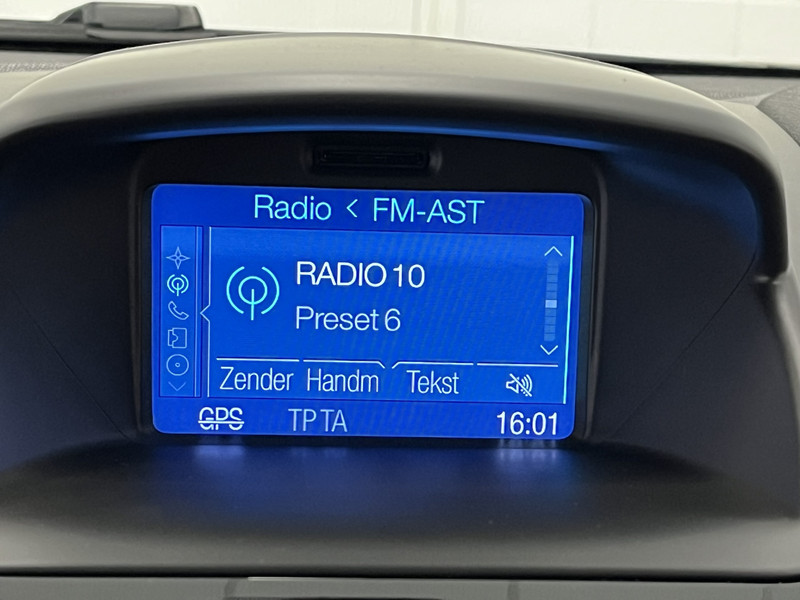 Radio < FM-AST
RADIO 10
Preset 6
Zender Handm Tekst
GPS TP TA 16:01